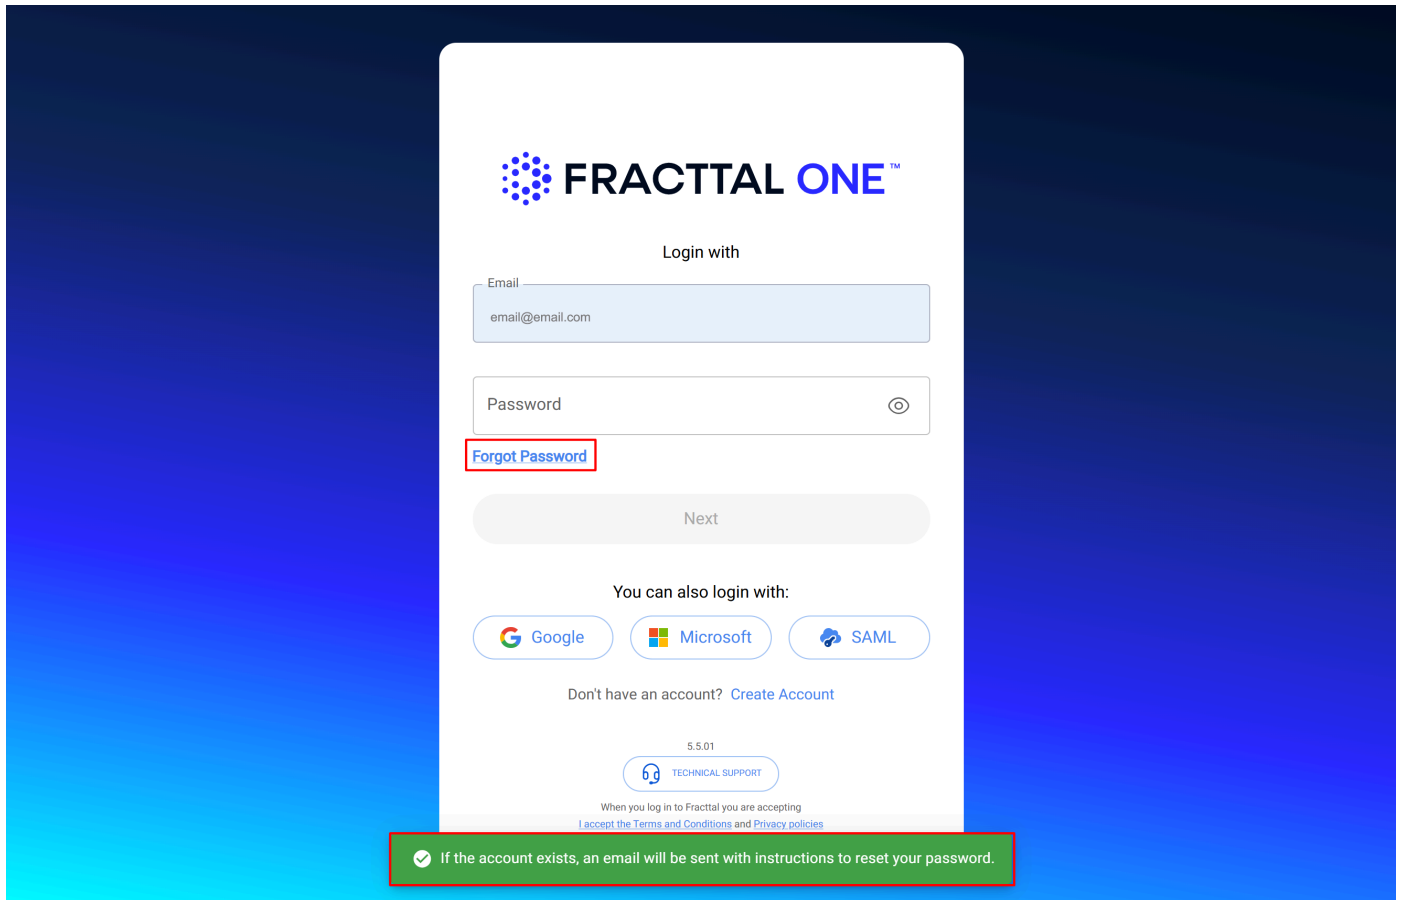 FRACTTAL ONE™
Login with
Email
email@email.com
Password
Forgot Password
Next
You can also login with:
Google
Microsoft
SAML
Don't have an account? Create Account
5.5.01
TECHNICAL SUPPORT
When you log in to Fracttal you are accepting
I accept the Terms and Conditions and Privacy policies
If the account exists, an email will be sent with instructions to reset your password.